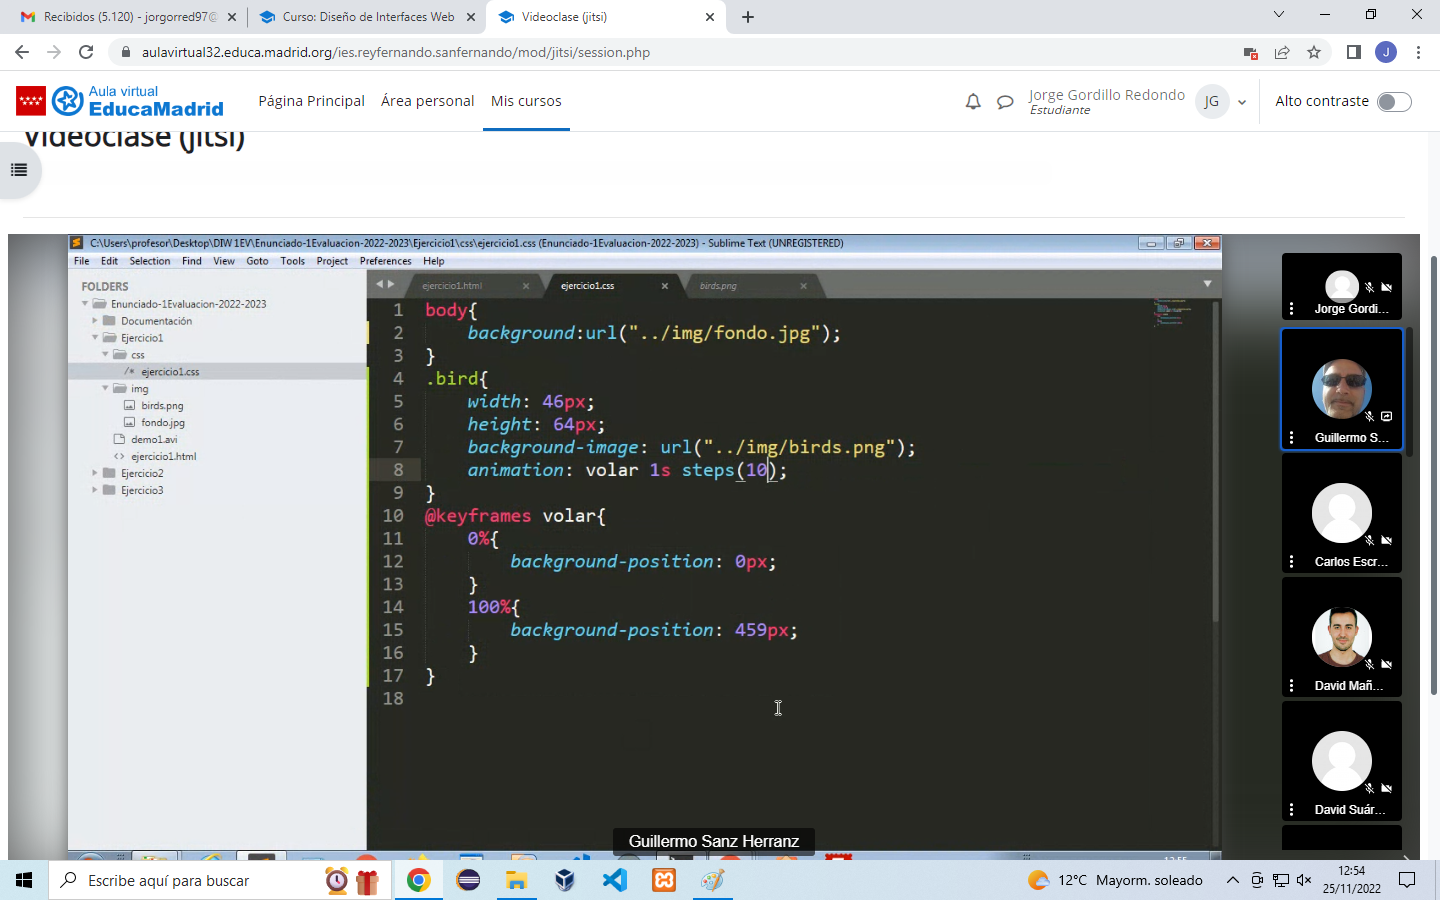 Recibidos (5.120) - jorgorred97@
Curso: Diseño de Interfaces Web
Videoclase (jitsi)
aulavirtual32.educa.madrid.org/ies.reyfernando.sanfernando/mod/jitsi/session.php
J
Aula virtual
EducaMadrid
Página Principal
Área personal
Mis cursos
Jorge Gordillo Redondo
Estudiante
JG
Alto contraste
Videoclase (jitsi)
C:\Users\profesor\Desktop\DIW 1EV\Enunciado-1Evaluacion-2022-2023\Ejercicio1\css\ejercicio1.css (Enunciado-1Evaluacion-2022-2023) - Sublime Text (UNREGISTERED)
File Edit Selection Find View Goto Tools Project Preferences Help
FOLDERS
Enunciado-1Evaluacion-2022-2023
Documentación
Ejercicio1
css
/* ejercicio1.css
img
birds.png
fondo.jpg
demo1.avi
<> ejercicio1.html
Ejercicio2
Ejercicio3
ejercicio1.html
ejercicio1.css
birds.png
1 body{
2 background:url("../img/fondo.jpg");
3 }
4 .bird{
5 width: 46px;
6 height: 64px;
7 background-image: url("../img/birds.png");
8 animation: volar 1s steps(10);
9 }
10 @keyframes volar{
11 0%{
12 background-position: 0px;
13 }
14 100%{
15 background-position: 459px;
16 }
17 }
18
Guillermo Sanz Herranz
Jorge Gordi...
Guillermo S...
Carlos Escr...
David Mañ...
David Suár...
Escribe aquí para buscar
12°C Mayorm. soleado
12:54
25/11/2022